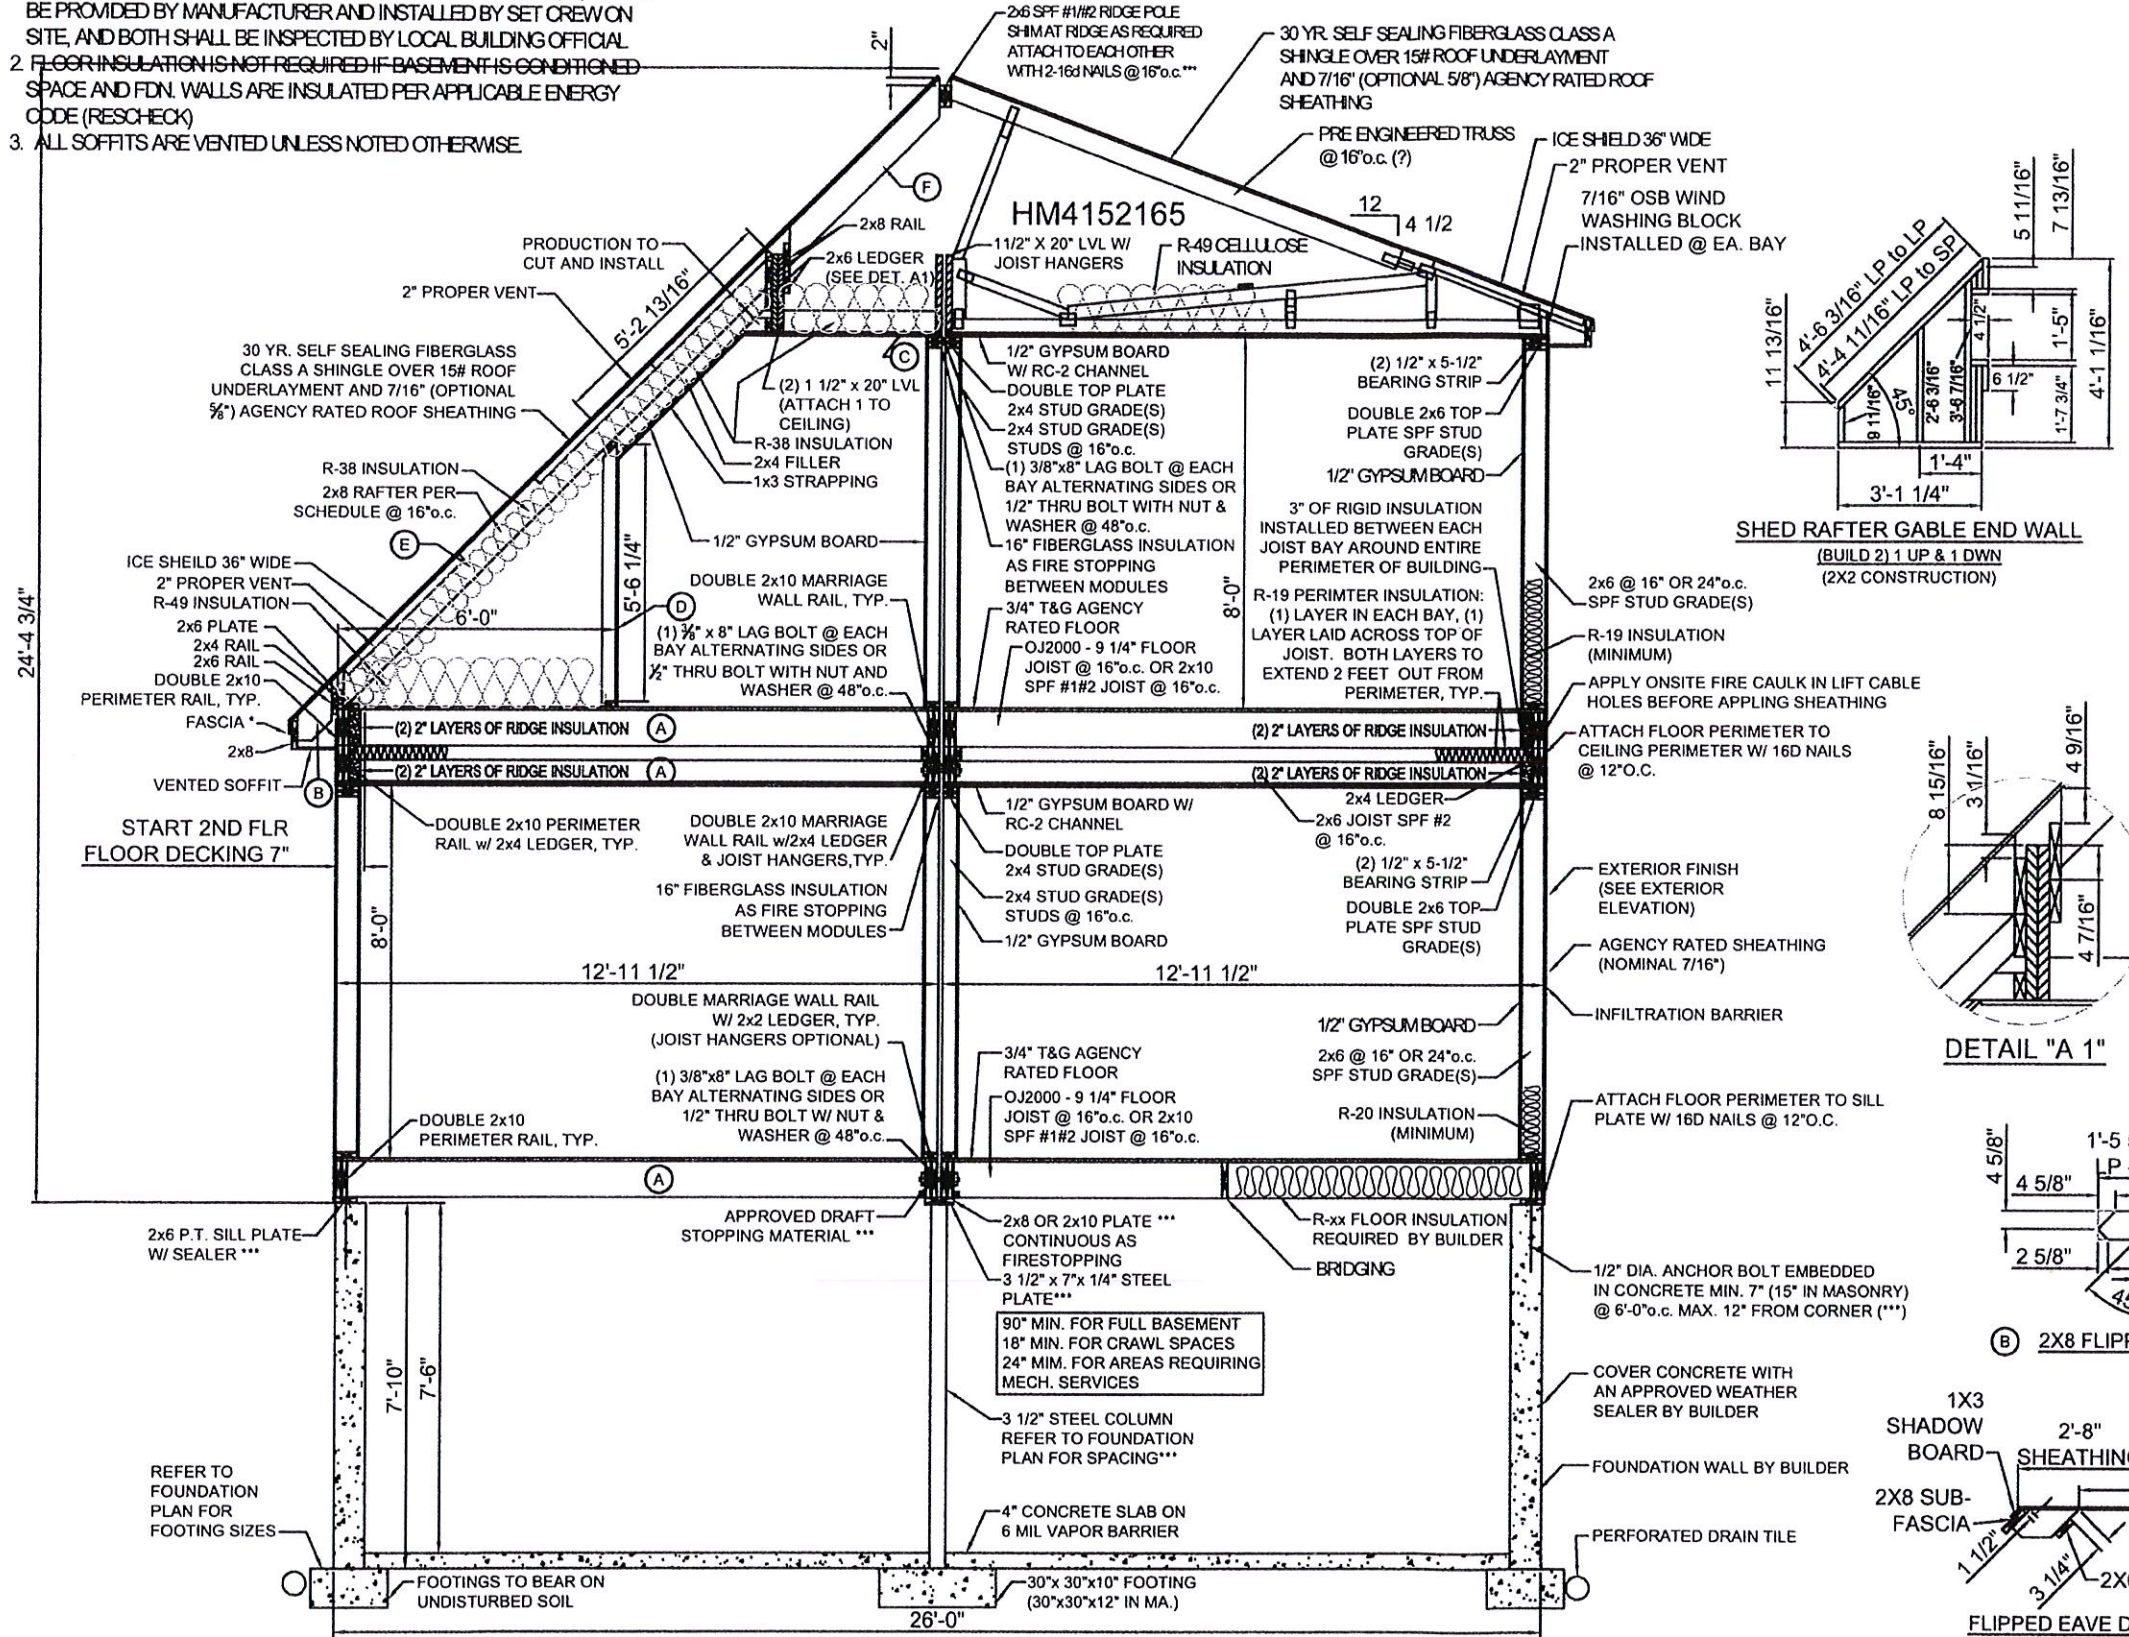 BE PROVIDED BY MANUFACTURER AND INSTALLED BY SET CREW ON
SITE, AND BOTH SHALL BE INSPECTED BY LOCAL BUILDING OFFICIAL
2. FLOOR INSULATION IS NOT REQUIRED IF BASEMENT IS CONDITIONED
SPACE AND FDN. WALLS ARE INSULATED PER APPLICABLE ENERGY
CODE (RESCHECK)
3. ALL SOFFITS ARE VENTED UNLESS NOTED OTHERWISE.
2"
2x6 SPF #1/#2 RIDGE POLE
SHIM AT RIDGE AS REQUIRED
ATTACH TO EACH OTHER
WITH 2-16d NAILS @ 16"o.c.***
30 YR. SELF SEALING FIBERGLASS CLASS A
SHINGLE OVER 15# ROOF UNDERLAYMENT
AND 7/16" (OPTIONAL 5/8") AGENCY RATED ROOF
SHEATHING
PRE ENGINEERED TRUSS
@ 16"o.c. (?)
ICE SHIELD 36" WIDE
2" PROPER VENT
7/16" OSB WIND
WASHING BLOCK
INSTALLED @ EA. BAY
F
HM4152165
12
4 1/2
2x8 RAIL
2x6 LEDGER
(SEE DET. A1)
11/2" X 20" LVL W/
JOIST HANGERS
R-49 CELLULOSE
INSULATION
PRODUCTION TO
CUT AND INSTALL
2" PROPER VENT
5'-2 13/16"
30 YR. SELF SEALING FIBERGLASS
CLASS A SHINGLE OVER 15# ROOF
UNDERLAYMENT AND 7/16" (OPTIONAL
5/8") AGENCY RATED ROOF SHEATHING
R-38 INSULATION
2x8 RAFTER PER
SCHEDULE @ 16"o.c.
E
ICE SHEILD 36" WIDE
2" PROPER VENT
R-49 INSULATION
2x6 PLATE
2x4 RAIL
2x6 RAIL
DOUBLE 2x10
PERIMETER RAIL, TYP.
FASCIA *
2x8
VENTED SOFFIT
B
START 2ND FLR
FLOOR DECKING 7"
24'-4 3/4"
C
(2) 1 1/2" x 20" LVL
(ATTACH 1 TO
CEILING)
R-38 INSULATION
2x4 FILLER
1x3 STRAPPING
1/2" GYPSUM BOARD
5'-6 1/4"
6'-0"
D
DOUBLE 2x10 MARRIAGE
WALL RAIL, TYP.
(1) 3/8" x 8" LAG BOLT @ EACH
BAY ALTERNATING SIDES OR
1/2" THRU BOLT WITH NUT AND
WASHER @ 48"o.c.
1/2" GYPSUM BOARD
W/ RC-2 CHANNEL
DOUBLE TOP PLATE
2x4 STUD GRADE(S)
2x4 STUD GRADE(S)
STUDS @ 16"o.c.
(1) 3/8"x8" LAG BOLT @ EACH
BAY ALTERNATING SIDES OR
1/2" THRU BOLT WITH NUT &
WASHER @ 48"o.c.
16" FIBERGLASS INSULATION
AS FIRE STOPPING
BETWEEN MODULES
3/4" T&G AGENCY
RATED FLOOR
OJ2000 - 9 1/4" FLOOR
JOIST @ 16"o.c. OR 2x10
SPF #1#2 JOIST @ 16"o.c.
8'-0"
(2) 1/2" x 5-1/2"
BEARING STRIP
DOUBLE 2x6 TOP
PLATE SPF STUD
GRADE(S)
1/2" GYPSUM BOARD
3" OF RIGID INSULATION
INSTALLED BETWEEN EACH
JOIST BAY AROUND ENTIRE
PERIMETER OF BUILDING
R-19 PERIMTER INSULATION:
(1) LAYER IN EACH BAY, (1)
LAYER LAID ACROSS TOP OF
JOIST. BOTH LAYERS TO
EXTEND 2 FEET OUT FROM
PERIMETER, TYP.
2x6 @ 16" OR 24"o.c.
SPF STUD GRADE(S)
R-19 INSULATION
(MINIMUM)
APPLY ONSITE FIRE CAULK IN LIFT CABLE
HOLES BEFORE APPLING SHEATHING
ATTACH FLOOR PERIMETER TO
CEILING PERIMETER W/ 16D NAILS
@ 12"O.C.
(2) 2" LAYERS OF RIDGE INSULATION
A
(2) 2" LAYERS OF RIDGE INSULATION
(2) 2" LAYERS OF RIDGE INSULATION
A
(2) 2" LAYERS OF RIDGE INSULATION
DOUBLE 2x10 PERIMETER
RAIL w/ 2x4 LEDGER, TYP.
8'-0"
DOUBLE 2x10 MARRIAGE
WALL RAIL w/2x4 LEDGER
& JOIST HANGERS,TYP.
16" FIBERGLASS INSULATION
AS FIRE STOPPING
BETWEEN MODULES
1/2" GYPSUM BOARD W/
RC-2 CHANNEL
DOUBLE TOP PLATE
2x4 STUD GRADE(S)
2x4 STUD GRADE(S)
STUDS @ 16"o.c.
1/2" GYPSUM BOARD
2x4 LEDGER
2x6 JOIST SPF #2
@ 16"o.c.
(2) 1/2" x 5-1/2"
BEARING STRIP
DOUBLE 2x6 TOP
PLATE SPF STUD
GRADE(S)
EXTERIOR FINISH
(SEE EXTERIOR
ELEVATION)
AGENCY RATED SHEATHING
(NOMINAL 7/16")
INFILTRATION BARRIER
12'-11 1/2"
12'-11 1/2"
DOUBLE MARRIAGE WALL RAIL
W/ 2x2 LEDGER, TYP.
(JOIST HANGERS OPTIONAL)
(1) 3/8"x8" LAG BOLT @ EACH
BAY ALTERNATING SIDES OR
1/2" THRU BOLT W/ NUT &
WASHER @ 48"o.c.
DOUBLE 2x10
PERIMETER RAIL, TYP.
3/4" T&G AGENCY
RATED FLOOR
OJ2000 - 9 1/4" FLOOR
JOIST @ 16"o.c. OR 2x10
SPF #1#2 JOIST @ 16"o.c.
1/2" GYPSUM BOARD
2x6 @ 16" OR 24"o.c.
SPF STUD GRADE(S)
R-20 INSULATION
(MINIMUM)
ATTACH FLOOR PERIMETER TO SILL
PLATE W/ 16D NAILS @ 12"O.C.
A
2x6 P.T. SILL PLATE
W/ SEALER ***
APPROVED DRAFT
STOPPING MATERIAL ***
2x8 OR 2x10 PLATE ***
CONTINUOUS AS
FIRESTOPPING
3 1/2" x 7"x 1/4" STEEL
PLATE***
90" MIN. FOR FULL BASEMENT
18" MIN. FOR CRAWL SPACES
24" MIM. FOR AREAS REQUIRING
MECH. SERVICES
R-xx FLOOR INSULATION
REQUIRED BY BUILDER
BRIDGING
1/2" DIA. ANCHOR BOLT EMBEDDED
IN CONCRETE MIN. 7" (15" IN MASONRY)
@ 6'-0"o.c. MAX. 12" FROM CORNER (***)
7'-10"
7'-6"
3 1/2" STEEL COLUMN
REFER TO FOUNDATION
PLAN FOR SPACING***
COVER CONCRETE WITH
AN APPROVED WEATHER
SEALER BY BUILDER
FOUNDATION WALL BY BUILDER
REFER TO
FOUNDATION
PLAN FOR
FOOTING SIZES
4" CONCRETE SLAB ON
6 MIL VAPOR BARRIER
PERFORATED DRAIN TILE
FOOTINGS TO BEAR ON
UNDISTURBED SOIL
30"x 30"x10" FOOTING
(30"x30"x12" IN MA.)
26'-0"
5 11/16"
7 13/16"
4'-6 3/16" LP to LP
4'-4 11/16" LP to SP
11 13/16"
9 11/16"
45°
2'-6 3/16"
3'-6 7/16"
4 1/2"
1'-5"
6 1/2"
1'-7 3/4"
4'-1 1/16"
1'-4"
3'-1 1/4"
SHED RAFTER GABLE END WALL
(BUILD 2) 1 UP & 1 DWN
(2X2 CONSTRUCTION)
8 15/16"
3 1/16"
4 9/16"
4 7/16"
DETAIL "A 1"
4 5/8"
1'-5
P
4 5/8"
2 5/8"
45
B 2X8 FLIPP
1X3
SHADOW
BOARD
2'-8"
SHEATHING
2X8 SUB-
FASCIA
1 1/2"
3 1/4"
2X
FLIPPED EAVE D